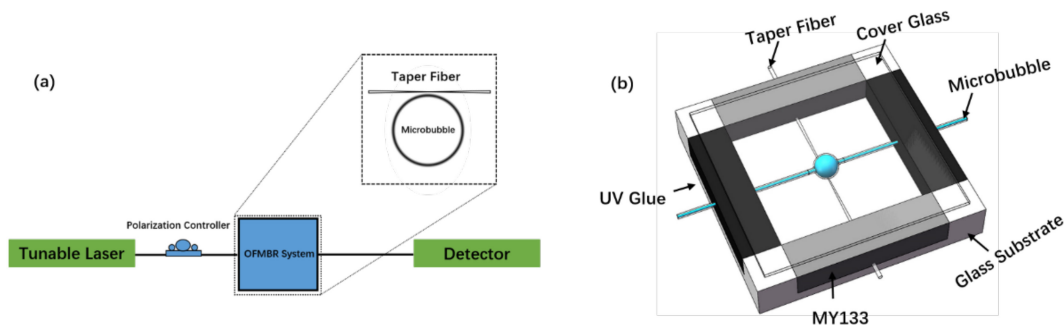 (a)
Taper Fiber
Microbubble
Polarization Controller
Tunable Laser
OFMBR System
Detector
(b)
Taper Fiber
Cover Glass
Microbubble
UV Glue
Glass Substrate
MY133